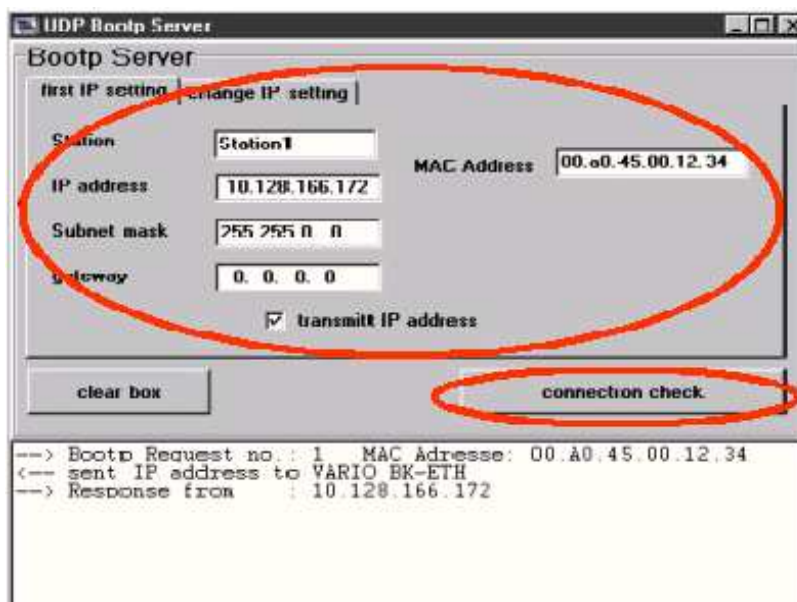 UDP Bootp Server
Bootp Server
first IP setting change IP setting
Station Station1
MAC Address 00.a0.45.00.12.34
IP address 10.128.166.172
Subnet mask 255.255.0 0
gateway 0. 0. 0. 0
transmitt IP address
clear box connection check
--> Bootp Request no.: 1 MAC Adresse: 00.A0.45.00.12.34
<-- sent IP address to VARIO BK-ETH
--> Response from : 10.128.166.172